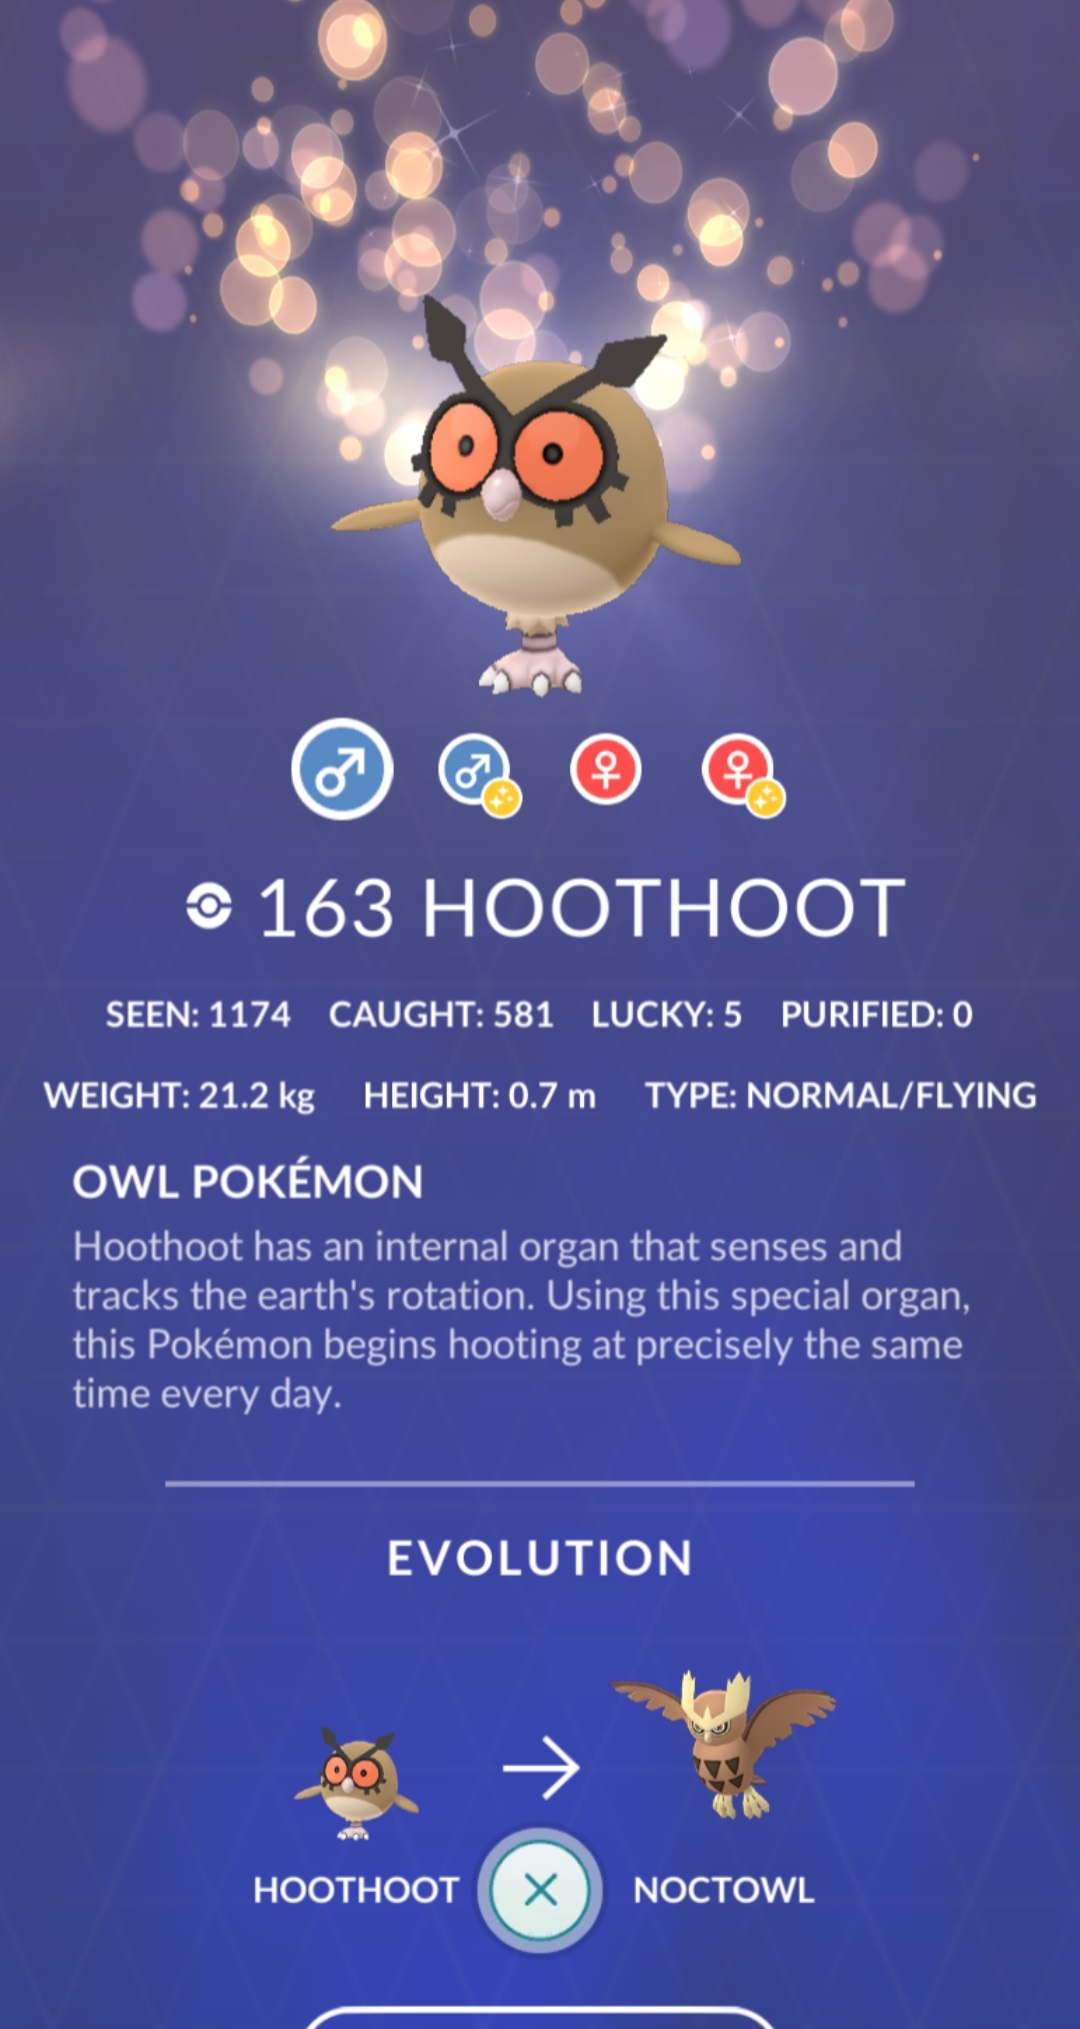 163 HOOTHOOT
SEEN: 1174 CAUGHT: 581 LUCKY: 5 PURIFIED: 0
WEIGHT: 21.2 kg HEIGHT: 0.7 m TYPE: NORMAL/FLYING
OWL POKÉMON
Hoothoot has an internal organ that senses and
tracks the earth's rotation. Using this special organ,
this Pokémon begins hooting at precisely the same
time every day.
EVOLUTION
HOOTHOOT NOCTOWL